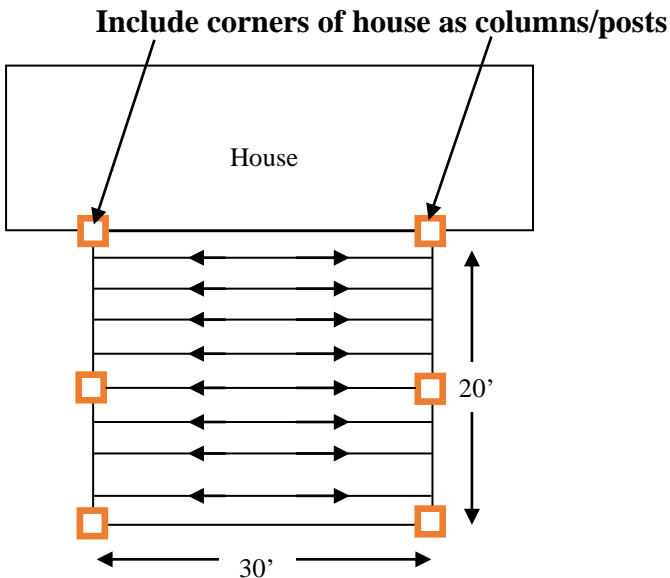 Include corners of house as columns/posts
House
20’
30’